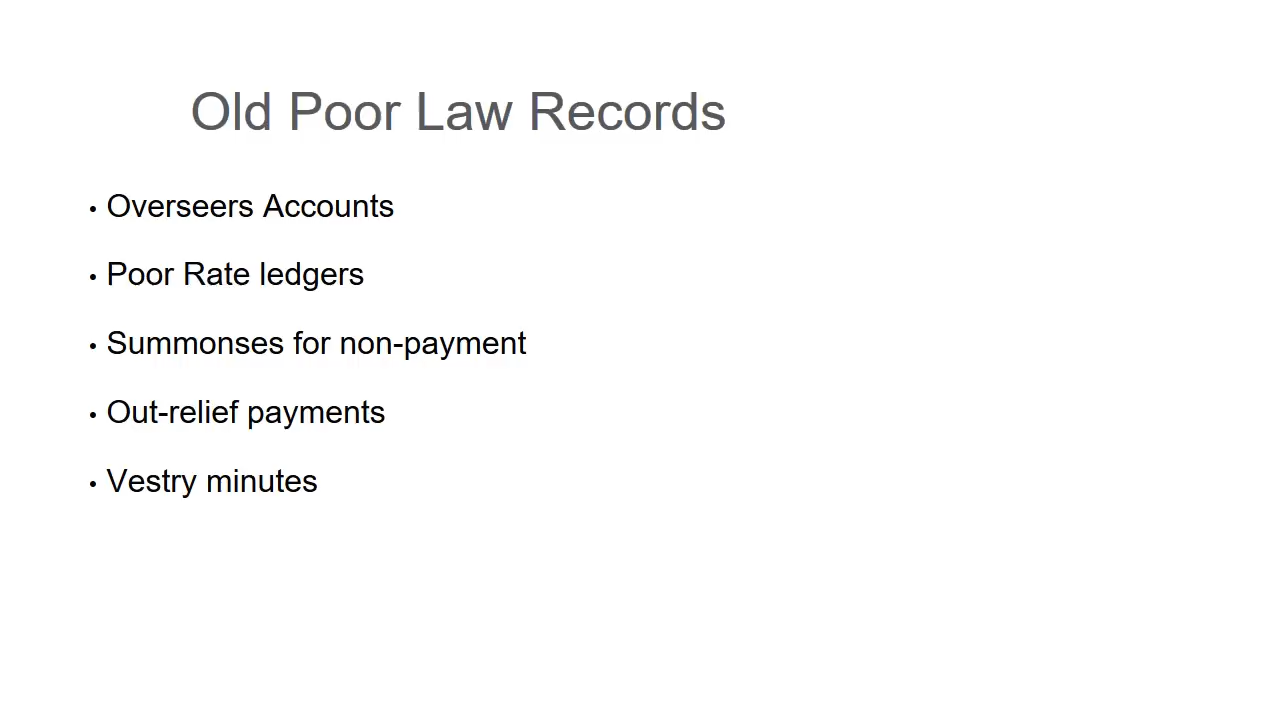 Old Poor Law Records
• Overseers Accounts
• Poor Rate ledgers
• Summonses for non-payment
• Out-relief payments
• Vestry minutes